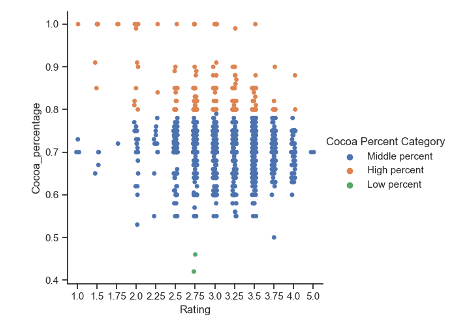 1.0
0.9
0.8
0.7
0.6
0.5
0.4
Cocoa_percentage
1.0 1.5 1.75 2.0 2.25 2.5 2.75 3.0 3.25 3.5 3.75 4.0 5.0
Rating
Cocoa Percent Category
Middle percent
High percent
Low percent